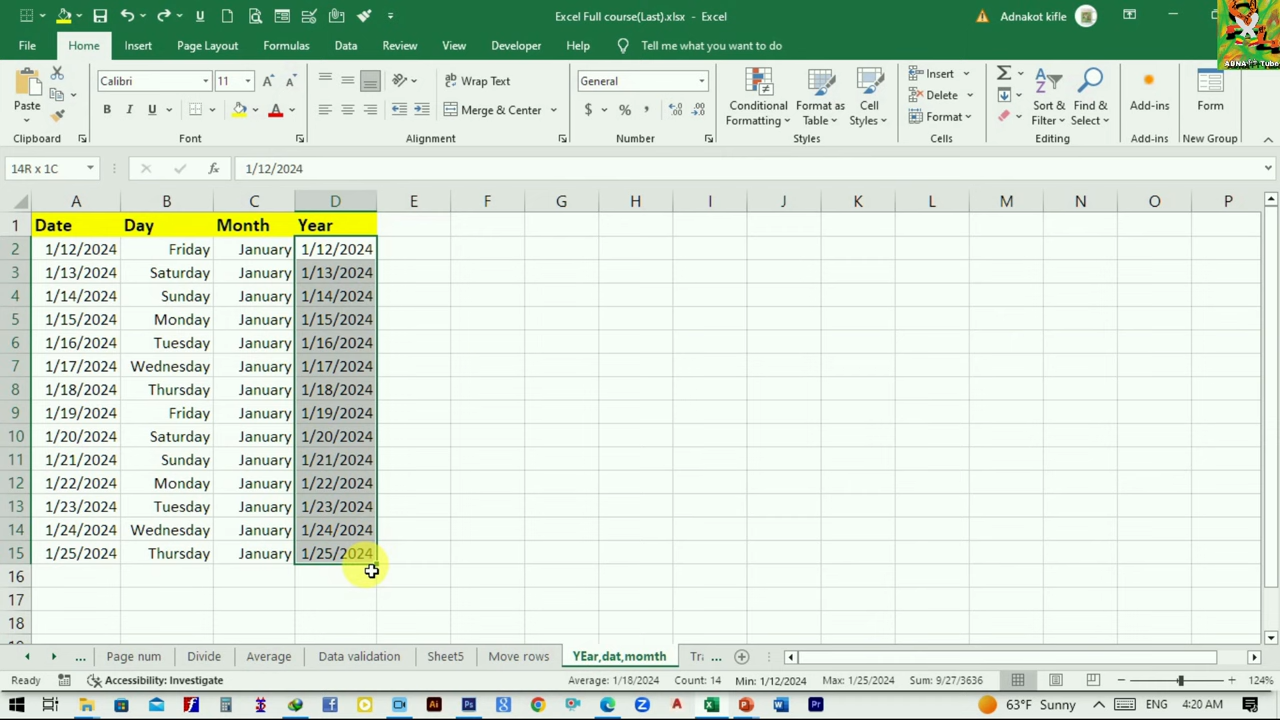 Excel Full course(Last).xlsx - Excel
Adnakot kifle
ADNA Tube
File Home Insert Page Layout Formulas Data Review View Developer Help Tell me what you want to do
Paste
Calibri 11
B I U
Wrap Text
Merge & Center
General
$ % ,
Conditional Formatting
Format as Table
Cell Styles
Insert
Delete
Format
Sort & Filter
Find & Select
Add-ins
Form
Clipboard Font Alignment Number Styles Cells Editing Add-ins New Group
14R x 1C fx 1/12/2024
A B C D E F G H I J K L M N O P
1 Date Day Month Year
2 1/12/2024 Friday January 1/12/2024
3 1/13/2024 Saturday January 1/13/2024
4 1/14/2024 Sunday January 1/14/2024
5 1/15/2024 Monday January 1/15/2024
6 1/16/2024 Tuesday January 1/16/2024
7 1/17/2024 Wednesday January 1/17/2024
8 1/18/2024 Thursday January 1/18/2024
9 1/19/2024 Friday January 1/19/2024
10 1/20/2024 Saturday January 1/20/2024
11 1/21/2024 Sunday January 1/21/2024
12 1/22/2024 Monday January 1/22/2024
13 1/23/2024 Tuesday January 1/23/2024
14 1/24/2024 Wednesday January 1/24/2024
15 1/25/2024 Thursday January 1/25/2024
16
17
18
... Page num Divide Average Data validation Sheet5 Move rows YEar,dat,momth Tr ...
Ready Accessibility: Investigate Average: 1/18/2024 Count: 14 Min: 1/12/2024 Max: 1/25/2024 Sum: 9/27/3636 124%
63°F Sunny ENG 4:20 AM